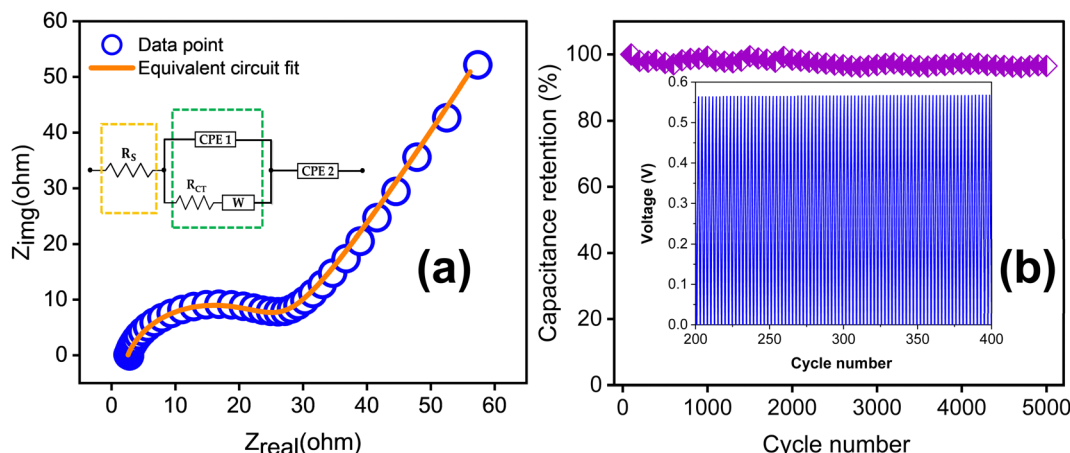 60
50
40
30
20
10
0
0
10
20
30
40
50
60
Z_img(ohm)
Z_real(ohm)
Data point
Equivalent circuit fit
R_S
CPE 1
R_CT
W
CPE 2
(a)
100
80
60
40
20
0
0
1000
2000
3000
4000
5000
Capacitance retention (%)
Cycle number
0.6
0.5
0.4
0.3
0.2
0.1
0.0
200
250
300
350
400
Voltage (V)
Cycle number
(b)